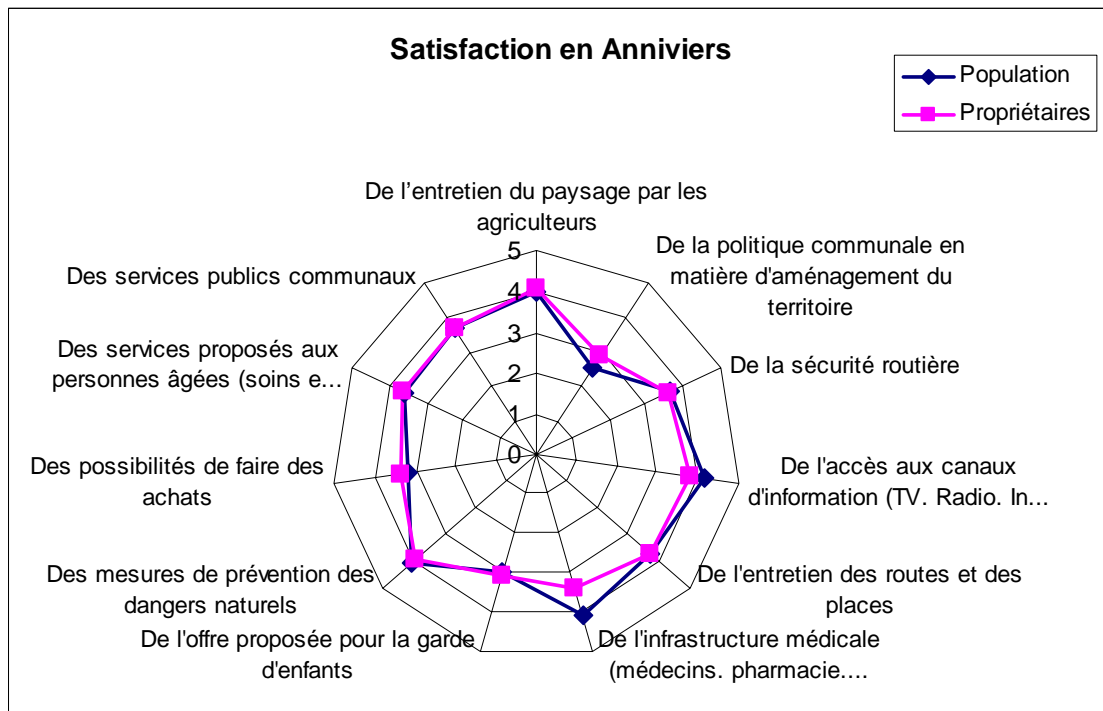 Satisfaction en Anniviers
Population
Propriétaires
De l’entretien du paysage par les
agriculteurs
De la politique communale en
matière d'aménagement du
territoire
De la sécurité routière
De l'accès aux canaux
d'information (TV. Radio. In...
De l'entretien des routes et des
places
De l'infrastructure médicale
(médecins. pharmacie....
De l'offre proposée pour la garde
d'enfants
Des mesures de prévention des
dangers naturels
Des possibilités de faire des
achats
Des services proposés aux
personnes âgées (soins e...
Des services publics communaux
5
4
3
2
1
0